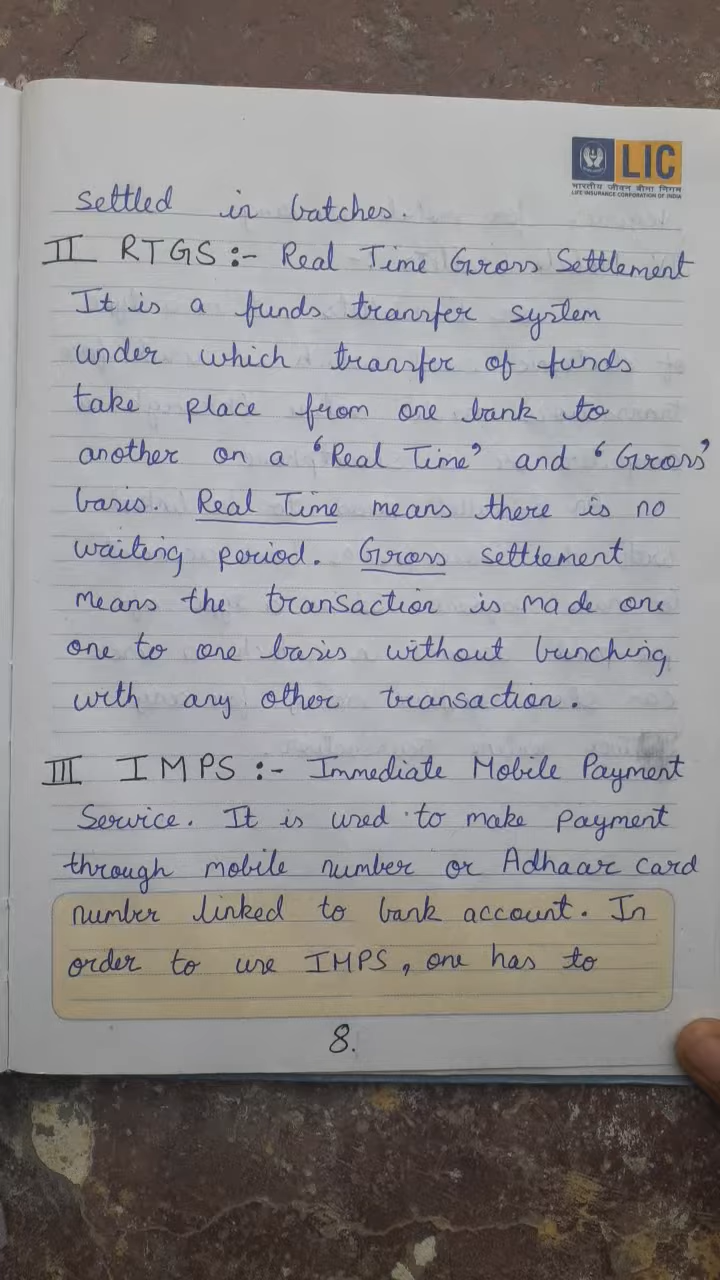 LIC
भारतीय जीवन बीमा निगम
LIFE INSURANCE CORPORATION OF INDIA
settled in batches.
II RTGS :- Real Time Gross Settlement
It is a funds transfer system
under which transfer of funds
take place from one bank to
another on a ‘Real Time’ and ‘Gross’
basis. Real Time means there is no
waiting period. Gross settlement
means the transaction is made one
one to one basis without bunching
with any other transaction.
III IMPS :- Immediate Mobile Payment
Service. It is used to make payment
through mobile number or Adhaar card
number linked to bank account. In
order to use IMPS, one has to
8.